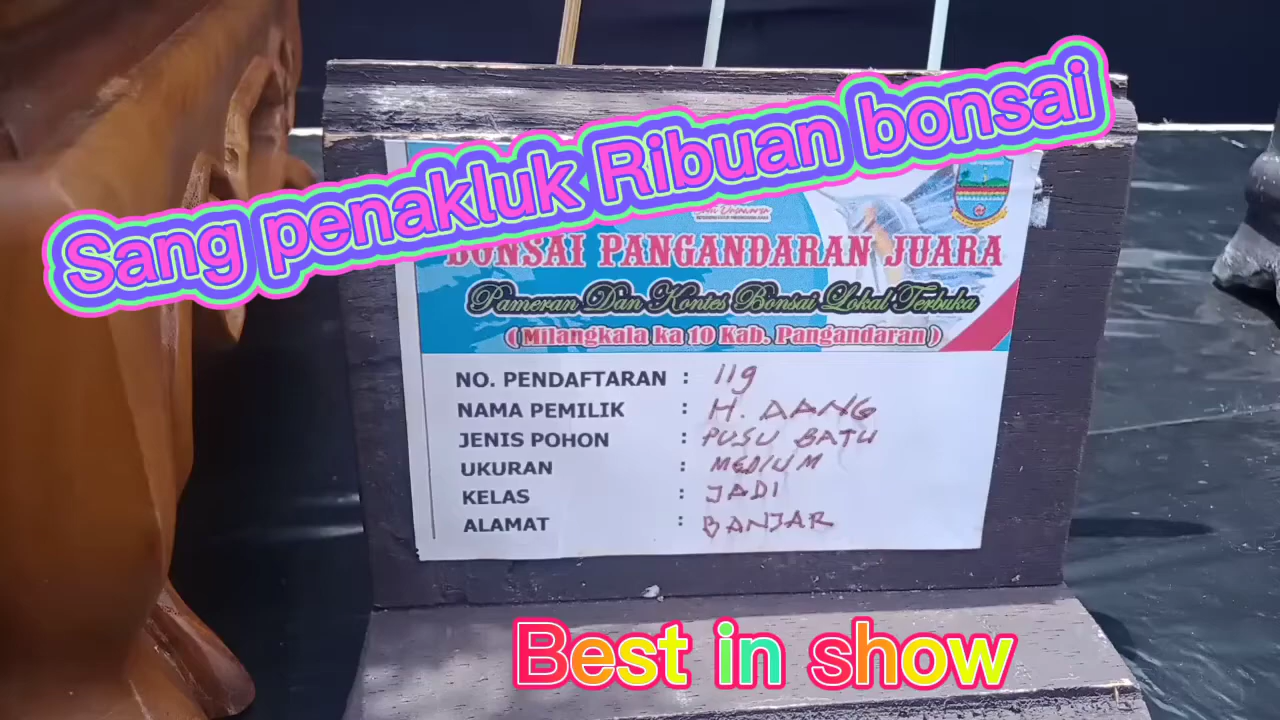 Sang penakluk Ribuan bonsai
BONSAI PANGANDARAN JUARA
Pameran Dan Kontes Bonsai Lokal Terbuka
(Milangkala ka 10 Kab. Pangandaran)
NO. PENDAFTARAN : 119
NAMA PEMILIK : H. AANG
JENIS POHON : PUSU BATU
UKURAN : MEDIUM
KELAS : JADI
ALAMAT : BANJAR
Best in show